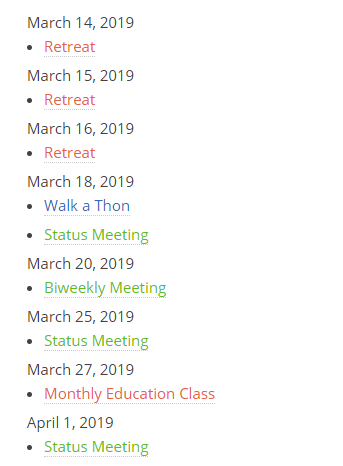 March 14, 2019
• Retreat
March 15, 2019
• Retreat
March 16, 2019
• Retreat
March 18, 2019
• Walk a Thon
• Status Meeting
March 20, 2019
• Biweekly Meeting
March 25, 2019
• Status Meeting
March 27, 2019
• Monthly Education Class
April 1, 2019
• Status Meeting